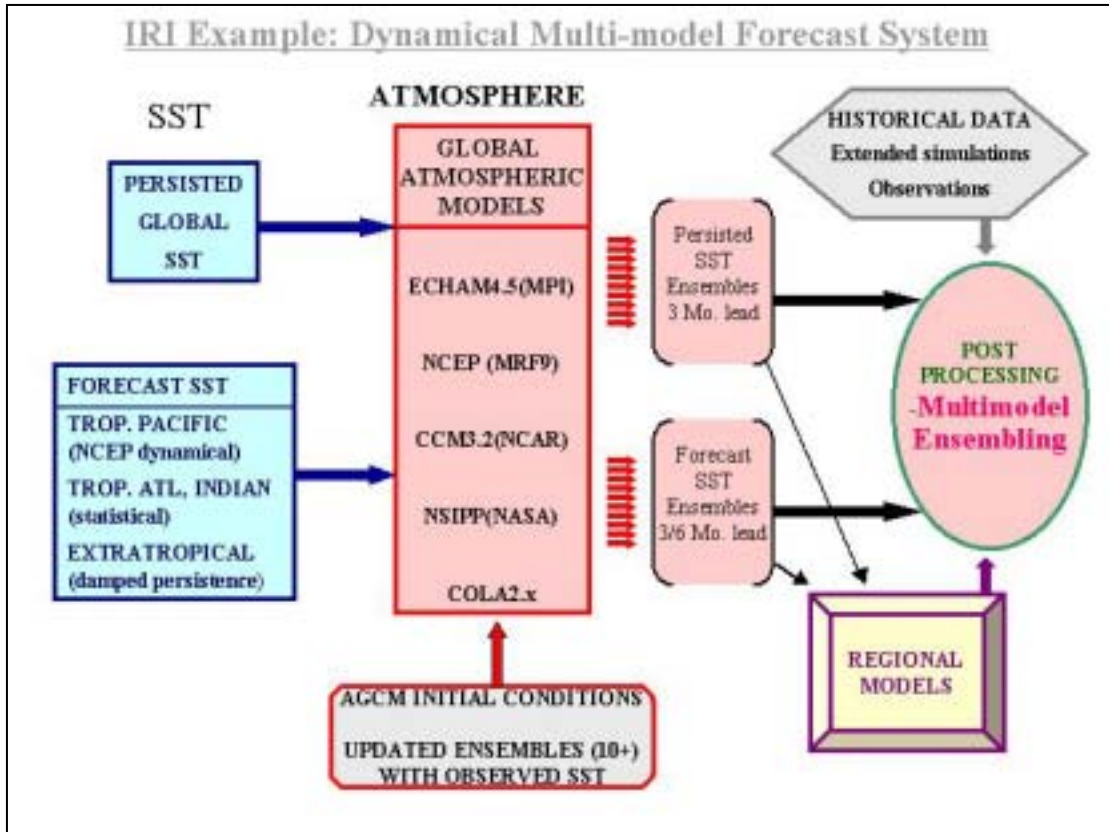 IRI Example: Dynamical Multi-model Forecast System
SST
PERSISTED
GLOBAL
SST
FORECAST SST
TROP. PACIFIC
(NCEP dynamical)
TROP. ATL, INDIAN
(statistical)
EXTRATROPICAL
(damped persistence)
ATMOSPHERE
GLOBAL
ATMOSPHERIC
MODELS
ECHAM4.5(MPI)
NCEP (MRF9)
CCM3.2(NCAR)
NSIPP(NASA)
COLA2.x
AGCM INITIAL CONDITIONS
UPDATED ENSEMBLES (10+)
WITH OBSERVED SST
Persisted
SST
Ensembles
3 Mo. lead
Forecast
SST
Ensembles
3/6 Mo. lead
HISTORICAL DATA
Extended simulations
Observations
POST
PROCESSING
-Multimodel
Ensembling
REGIONAL
MODELS